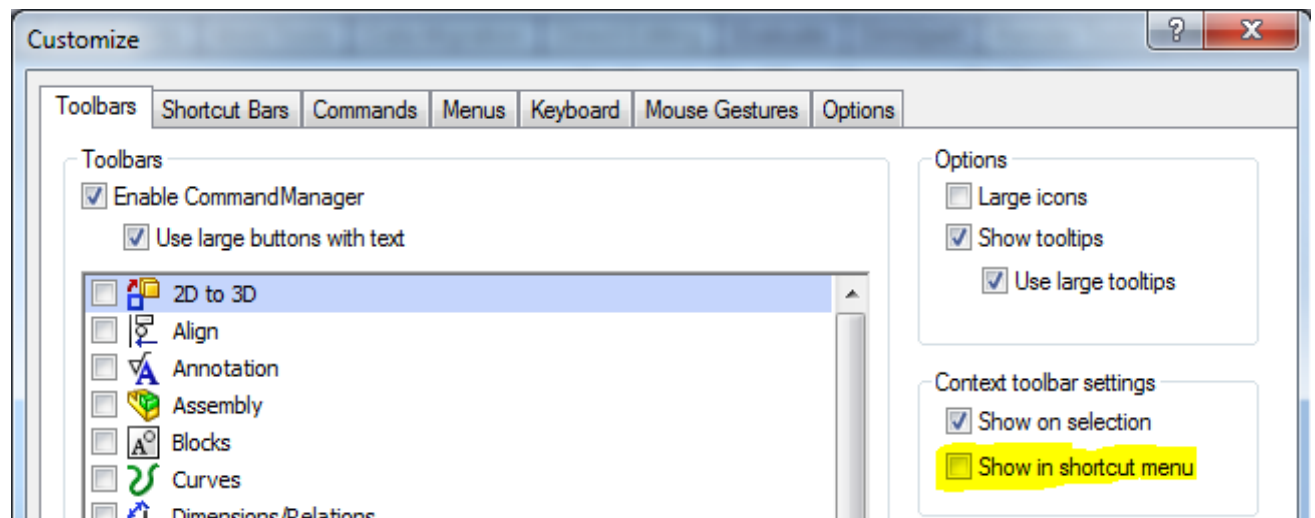 Customize
?
X
Toolbars Shortcut Bars Commands Menus Keyboard Mouse Gestures Options
Toolbars
Enable CommandManager
Use large buttons with text
2D to 3D
Align
Annotation
Assembly
Blocks
Curves
Dimensions/Relations
Options
Large icons
Show tooltips
Use large tooltips
Context toolbar settings
Show on selection
Show in shortcut menu